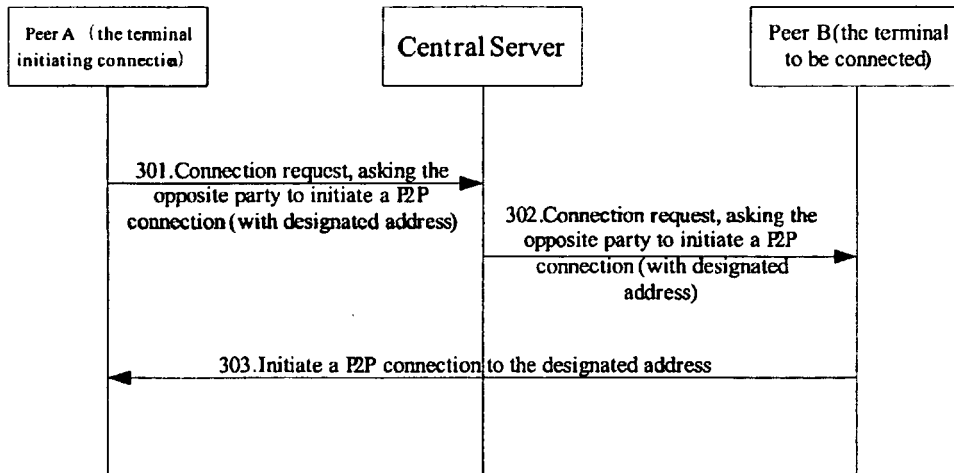 Peer A (the terminal
initiating connection)
Central Server
Peer B(the terminal
to be connected)
301.Connection request, asking the
opposite party to initiate a P2P
connection(with designated address)
302.Connection request, asking the
opposite party to initiate a P2P
connection (with designated
address)
303.Initiate a P2P connection to the designated address